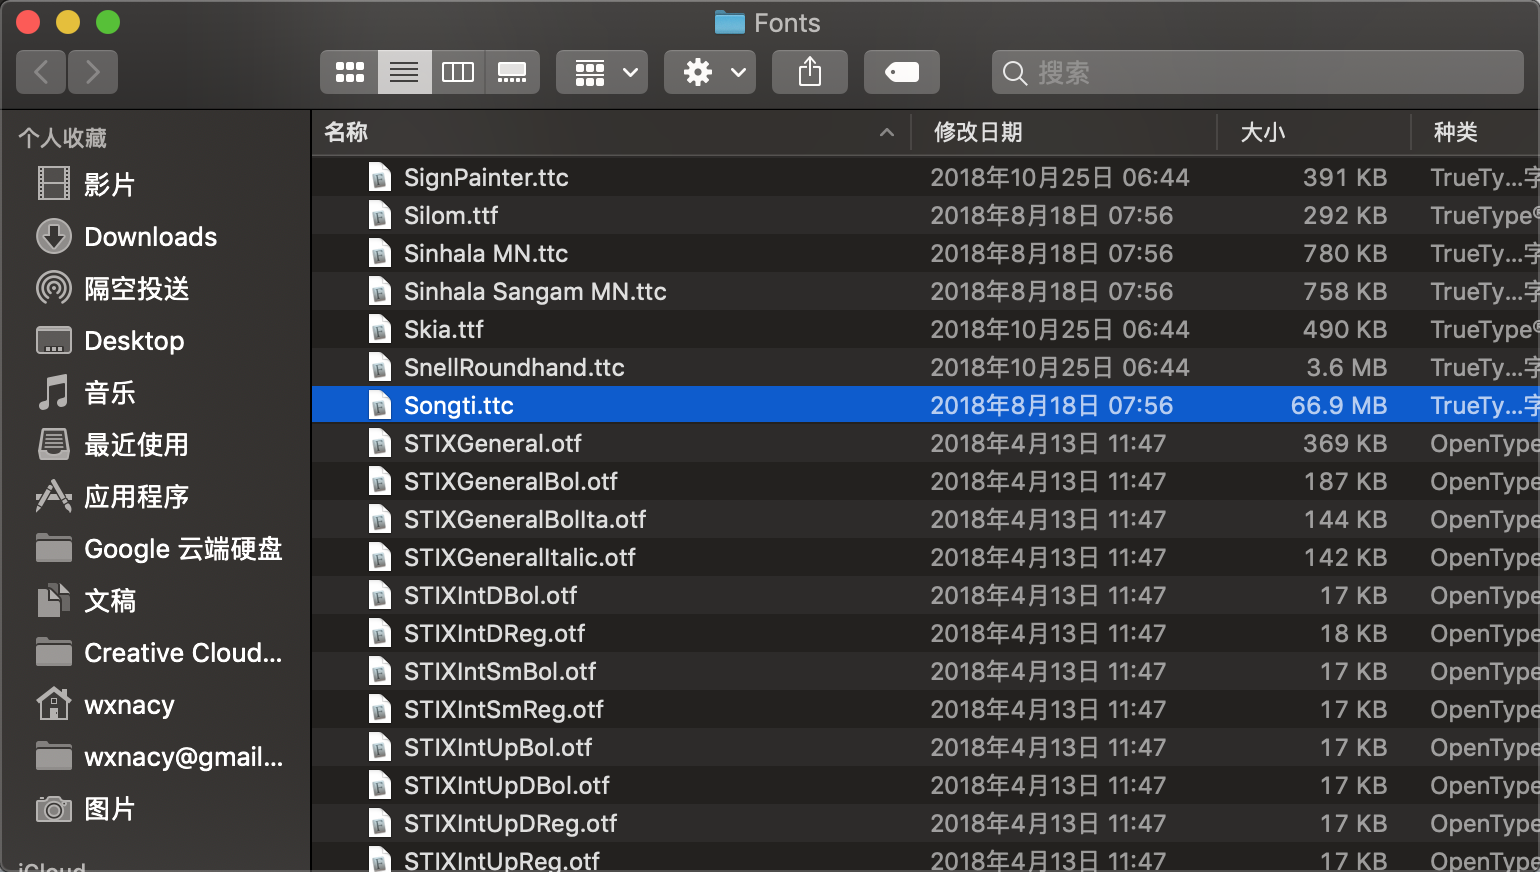 Fonts
搜索
个人收藏
影片
Downloads
隔空投送
Desktop
音乐
最近使用
应用程序
Google 云端硬盘
文稿
Creative Cloud...
wxnacy
wxnacy@gmail...
图片
iCloud
名称 修改日期 大小 种类
SignPainter.ttc 2018年10月25日 06:44 391 KB TrueTy...字
Silom.ttf 2018年8月18日 07:56 292 KB TrueType®
Sinhala MN.ttc 2018年8月18日 07:56 780 KB TrueTy...字
Sinhala Sangam MN.ttc 2018年8月18日 07:56 758 KB TrueTy...字
Skia.ttf 2018年10月25日 06:44 490 KB TrueType®
SnellRoundhand.ttc 2018年10月25日 06:44 3.6 MB TrueTy...字
Songti.ttc 2018年8月18日 07:56 66.9 MB TrueTy...字
STIXGeneral.otf 2018年4月13日 11:47 369 KB OpenType
STIXGeneralBol.otf 2018年4月13日 11:47 187 KB OpenType
STIXGeneralBolIta.otf 2018年4月13日 11:47 144 KB OpenType
STIXGeneralItalic.otf 2018年4月13日 11:47 142 KB OpenType
STIXIntDBol.otf 2018年4月13日 11:47 17 KB OpenType
STIXIntDReg.otf 2018年4月13日 11:47 18 KB OpenType
STIXIntSmBol.otf 2018年4月13日 11:47 17 KB OpenType
STIXIntSmReg.otf 2018年4月13日 11:47 17 KB OpenType
STIXIntUpBol.otf 2018年4月13日 11:47 17 KB OpenType
STIXIntUpDBol.otf 2018年4月13日 11:47 17 KB OpenType
STIXIntUpDReg.otf 2018年4月13日 11:47 17 KB OpenType
STIXIntUpReg.otf 2018年4月13日 11:47 17 KB OpenType